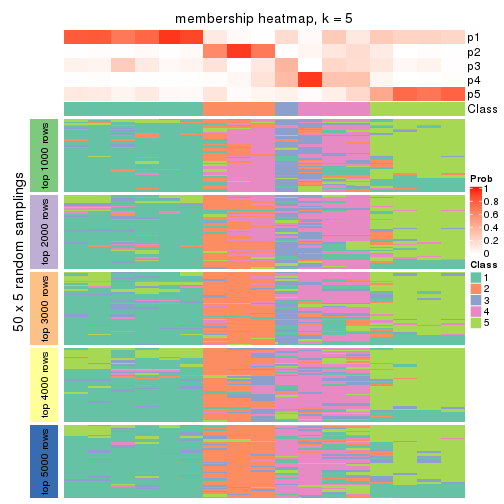 membership heatmap, k = 5
p1
p2
p3
p4
p5
Class
50 x 5 random samplings
top 1000 rows
top 2000 rows
top 3000 rows
top 4000 rows
top 5000 rows
Prob
1
0.8
0.6
0.4
0.2
0
Class
1
2
3
4
5